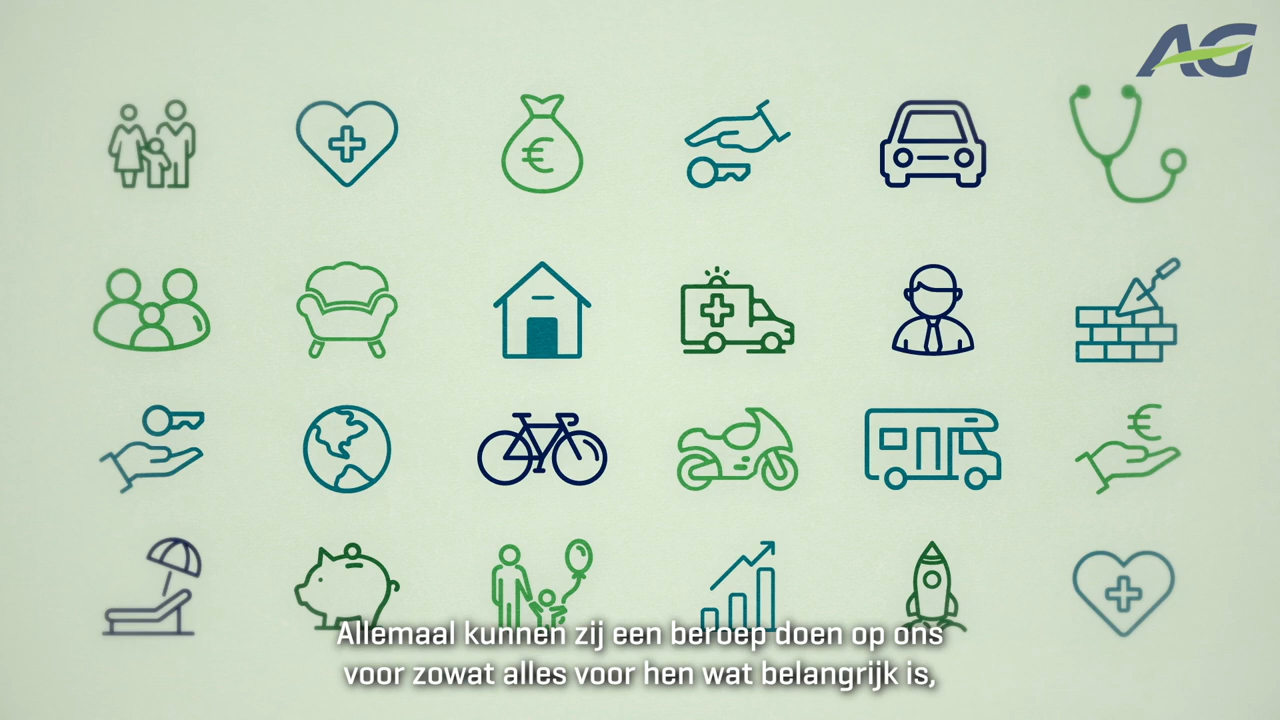 AG
€
€
Allemaal kunnen zij een beroep doen op ons
voor zowat alles voor hen wat belangrijk is,